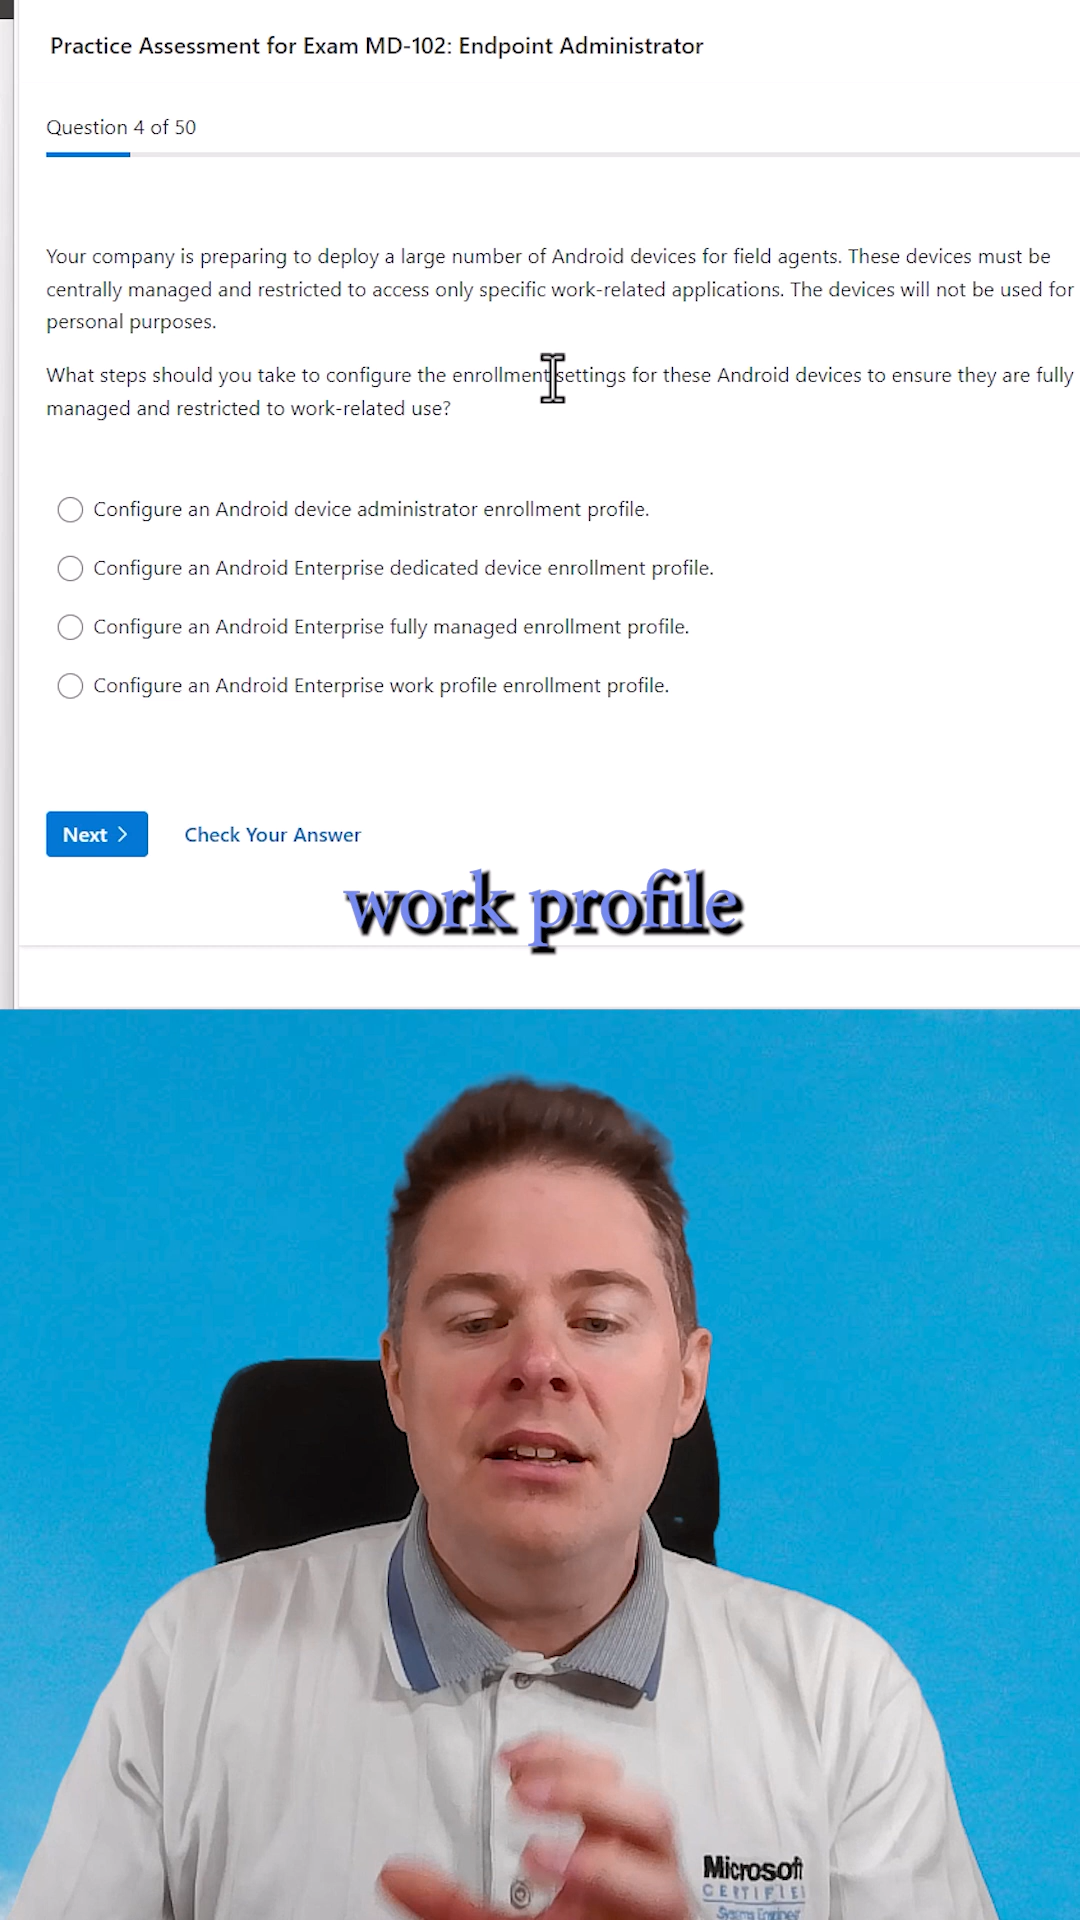 Practice Assessment for Exam MD-102: Endpoint Administrator
Question 4 of 50
Your company is preparing to deploy a large number of Android devices for field agents. These devices must be
centrally managed and restricted to access only specific work-related applications. The devices will not be used for
personal purposes.
What steps should you take to configure the enrollment settings for these Android devices to ensure they are fully
managed and restricted to work-related use?
Configure an Android device administrator enrollment profile.
Configure an Android Enterprise dedicated device enrollment profile.
Configure an Android Enterprise fully managed enrollment profile.
Configure an Android Enterprise work profile enrollment profile.
Next
Check Your Answer
work profile
Microsoft
CERTIFIE
Systems Engineer